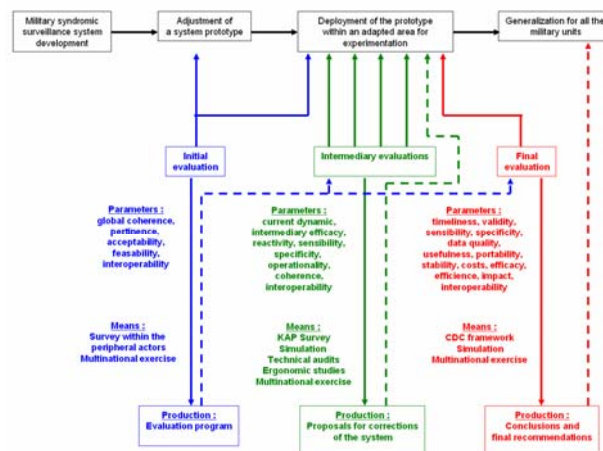 Military syndromic
surveillance system
development
Adjustment of
a system prototype
Deployment of the prototype
within an adapted area for
experimentation
Generalization for all the
military units
Initial
evaluation
Intermediary evaluations
Final
evaluation
Parameters :
global coherence,
pertinence,
acceptability,
feasability,
interoperability
Parameters :
current dynamic,
intermediary efficacy,
reactivity, sensibility,
specificity,
operationality,
coherence,
interoperability
Parameters :
timeliness, validity,
sensibility, specificity,
data quality,
usefulness, portability,
stability, costs, efficacy,
efficience, impact,
interoperability
Means :
Survey within the
peripheral actors
Multinational exercise
Means :
KAP Survey
Simulation
Technical audits
Ergonomic studies
Multinational exercise
Means :
CDC framework
Simulation
Multinational exercise
Production :
Evaluation program
Production :
Proposals for corrections
of the system
Production :
Conclusions and
final recommendations